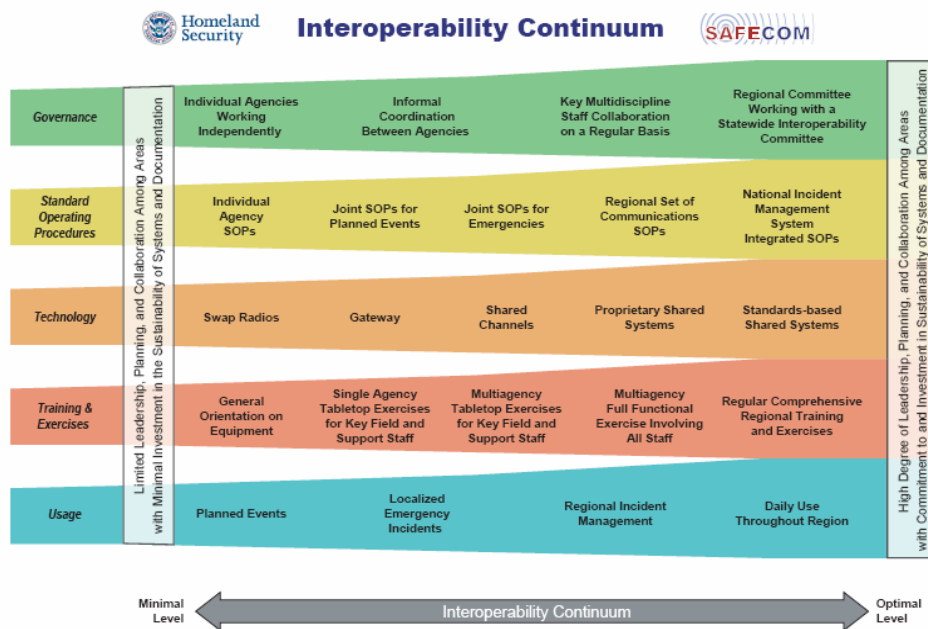 Homeland
Security
Interoperability Continuum
SAFECOM
Limited Leadership, Planning, and Collaboration Among Areas
with Minimal Investment in the Sustainability of Systems and Documentation
High Degree of Leadership, Planning, and Collaboration Among Areas
with Commitment to and Investment in Sustainability of Systems and Documentation
Governance
Individual Agencies
Working
Independently
Informal
Coordination
Between Agencies
Key Multidiscipline
Staff Collaboration
on a Regular Basis
Regional Committee
Working with a
Statewide Interoperability
Committee
Standard
Operating
Procedures
Individual
Agency
SOPs
Joint SOPs for
Planned Events
Joint SOPs for
Emergencies
Regional Set of
Communications
SOPs
National Incident
Management
System
Integrated SOPs
Technology
Swap Radios
Gateway
Shared
Channels
Proprietary Shared
Systems
Standards-based
Shared Systems
Training &
Exercises
General
Orientation on
Equipment
Single Agency
Tabletop Exercises
for Key Field and
Support Staff
Multiagency
Tabletop Exercises
for Key Field and
Support Staff
Multiagency
Full Functional
Exercise Involving
All Staff
Regular Comprehensive
Regional Training
and Exercises
Usage
Planned Events
Localized
Emergency
Incidents
Regional Incident
Management
Daily Use
Throughout Region
Minimal
Level
Interoperability Continuum
Optimal
Level